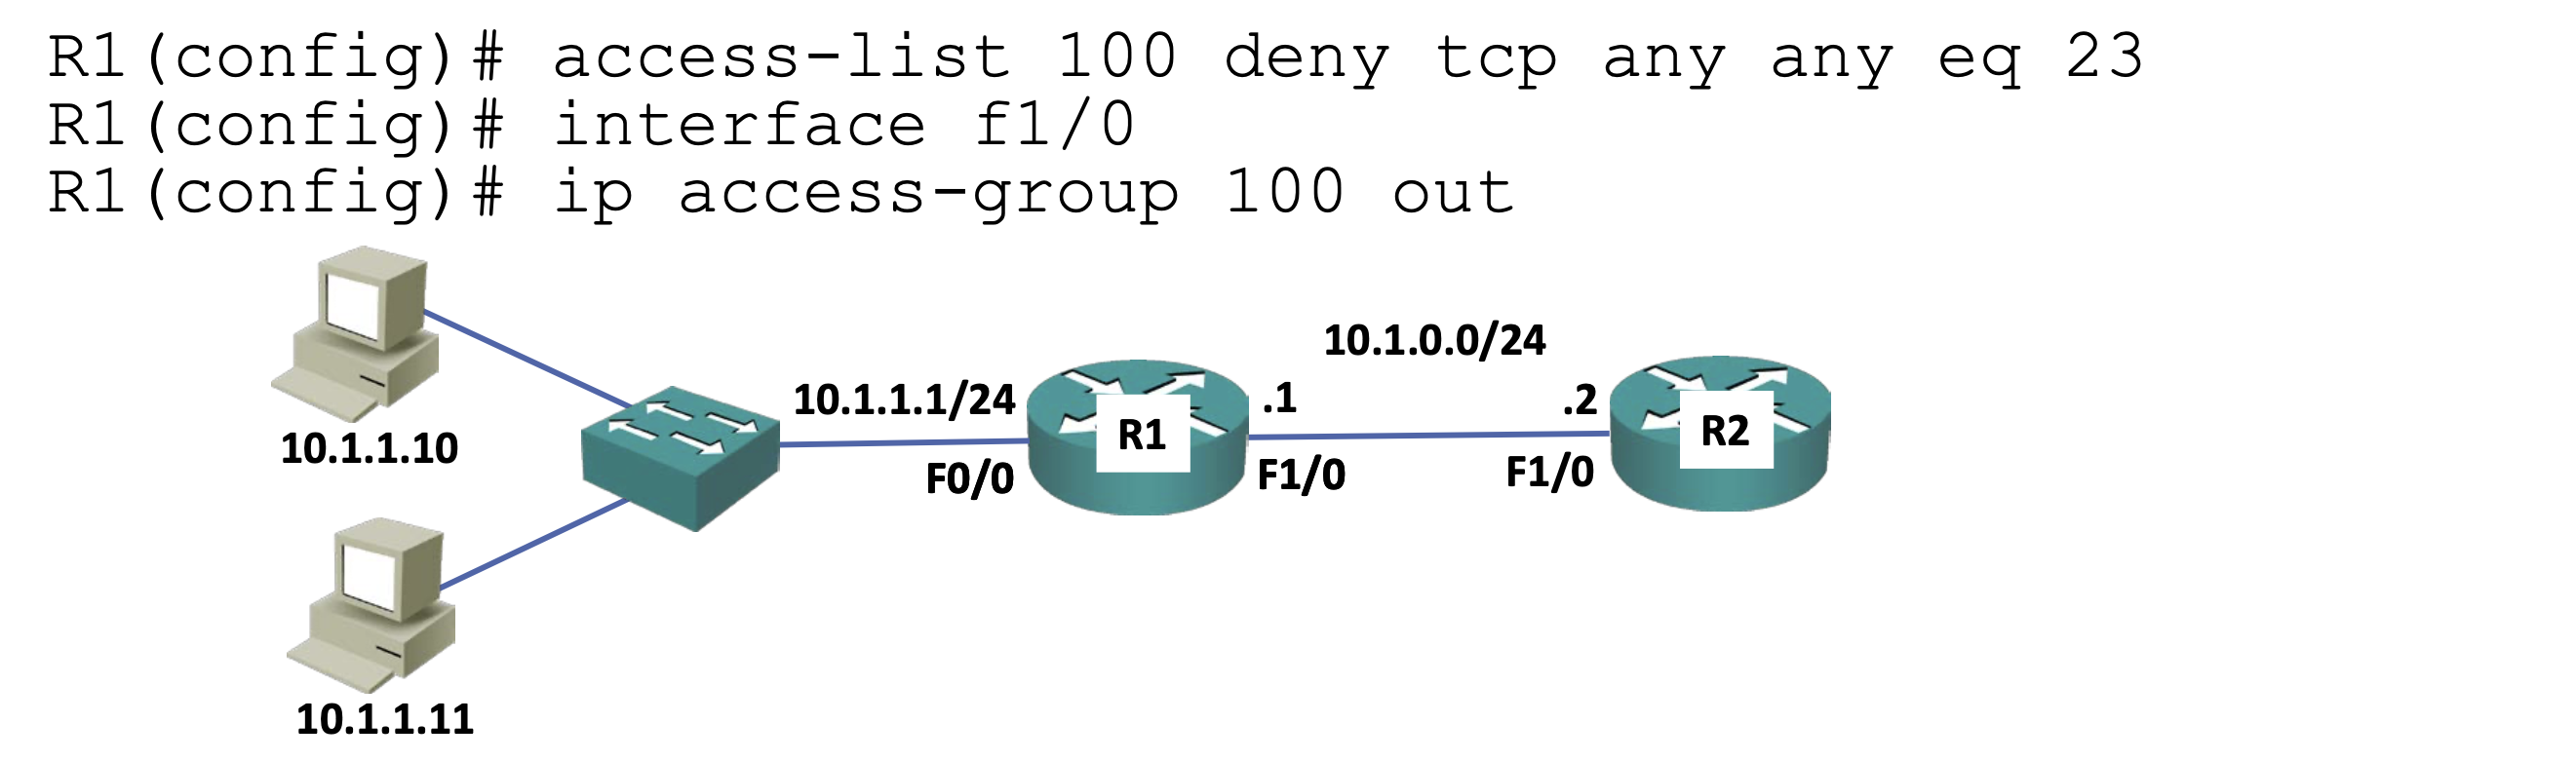 R1(config)# access-list 100 deny tcp any any eq 23
R1(config)# interface f1/0
R1(config)# ip access-group 100 out
10.1.0.0/24
10.1.1.1/24
.1
.2
R1
R2
10.1.1.10
F0/0
F1/0
F1/0
10.1.1.11